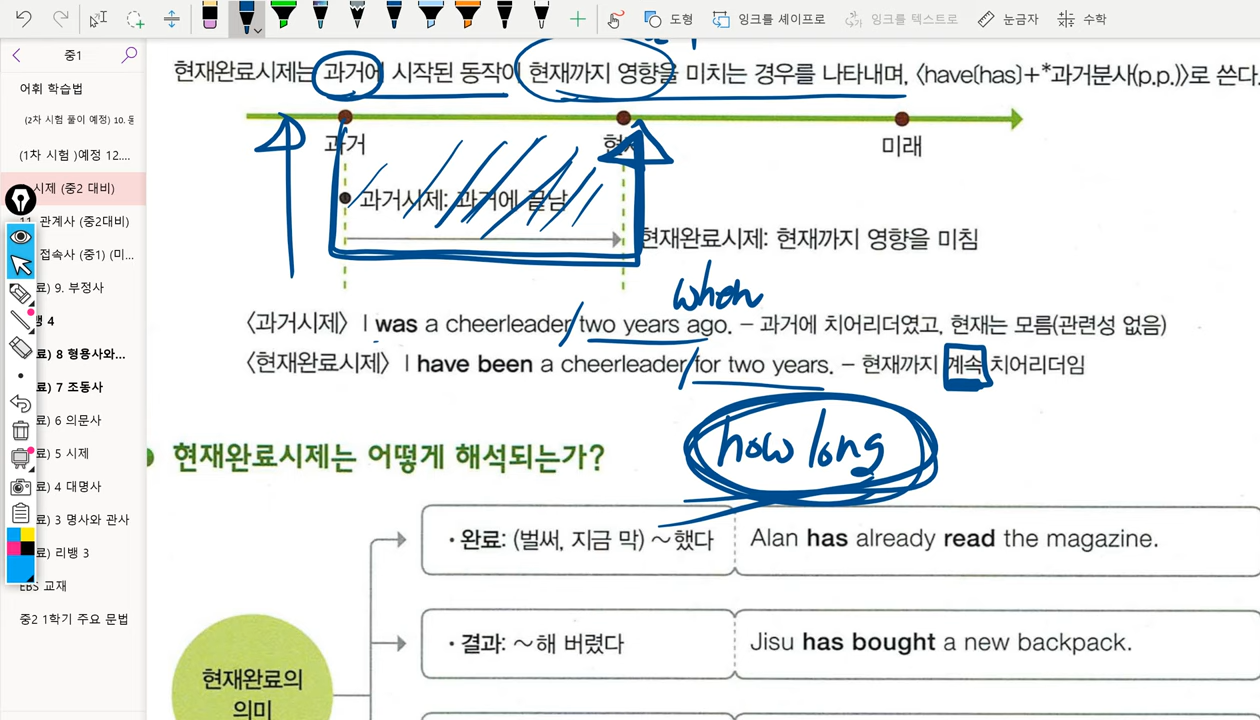 도형
잉크를 셰이프로
잉크를 텍스트로
눈금자
수학
중1
어휘 학습법
(2차 시험 풀이 예정) 10.
(1차 시험 )예정 12....
시제 (중2 대비)
11. 관계사 (중2대비)
접속사 (중1) (미...
료) 9. 부정사
뱅 4
료) 8 형용사와...
료) 7 조동사
료) 6 의문사
료) 5 시제
료) 4 대명사
료) 3 명사와 관사
료) 리뱅 3
EBS 교재
중2 1학기 주요 문법
현재완료시제는 과거에 시작된 동작이 현재까지 영향을 미치는 경우를 나타내며, 〈have(has)+*과거분사(p.p.)〉로 쓴다.
과거
현재
미래
과거시제: 과거에 끝남
현재완료시제: 현재까지 영향을 미침
when
〈과거시제〉 I was a cheerleader two years ago. – 과거에 치어리더였고, 현재는 모름(관련성 없음)
〈현재완료시제〉 I have been a cheerleader for two years. – 현재까지 계속 치어리더임
how long
현재완료시제는 어떻게 해석되는가?
• 완료: (벌써, 지금 막) ~했다
Alan has already read the magazine.
• 결과: ~해 버렸다
Jisu has bought a new backpack.
현재완료의
의미